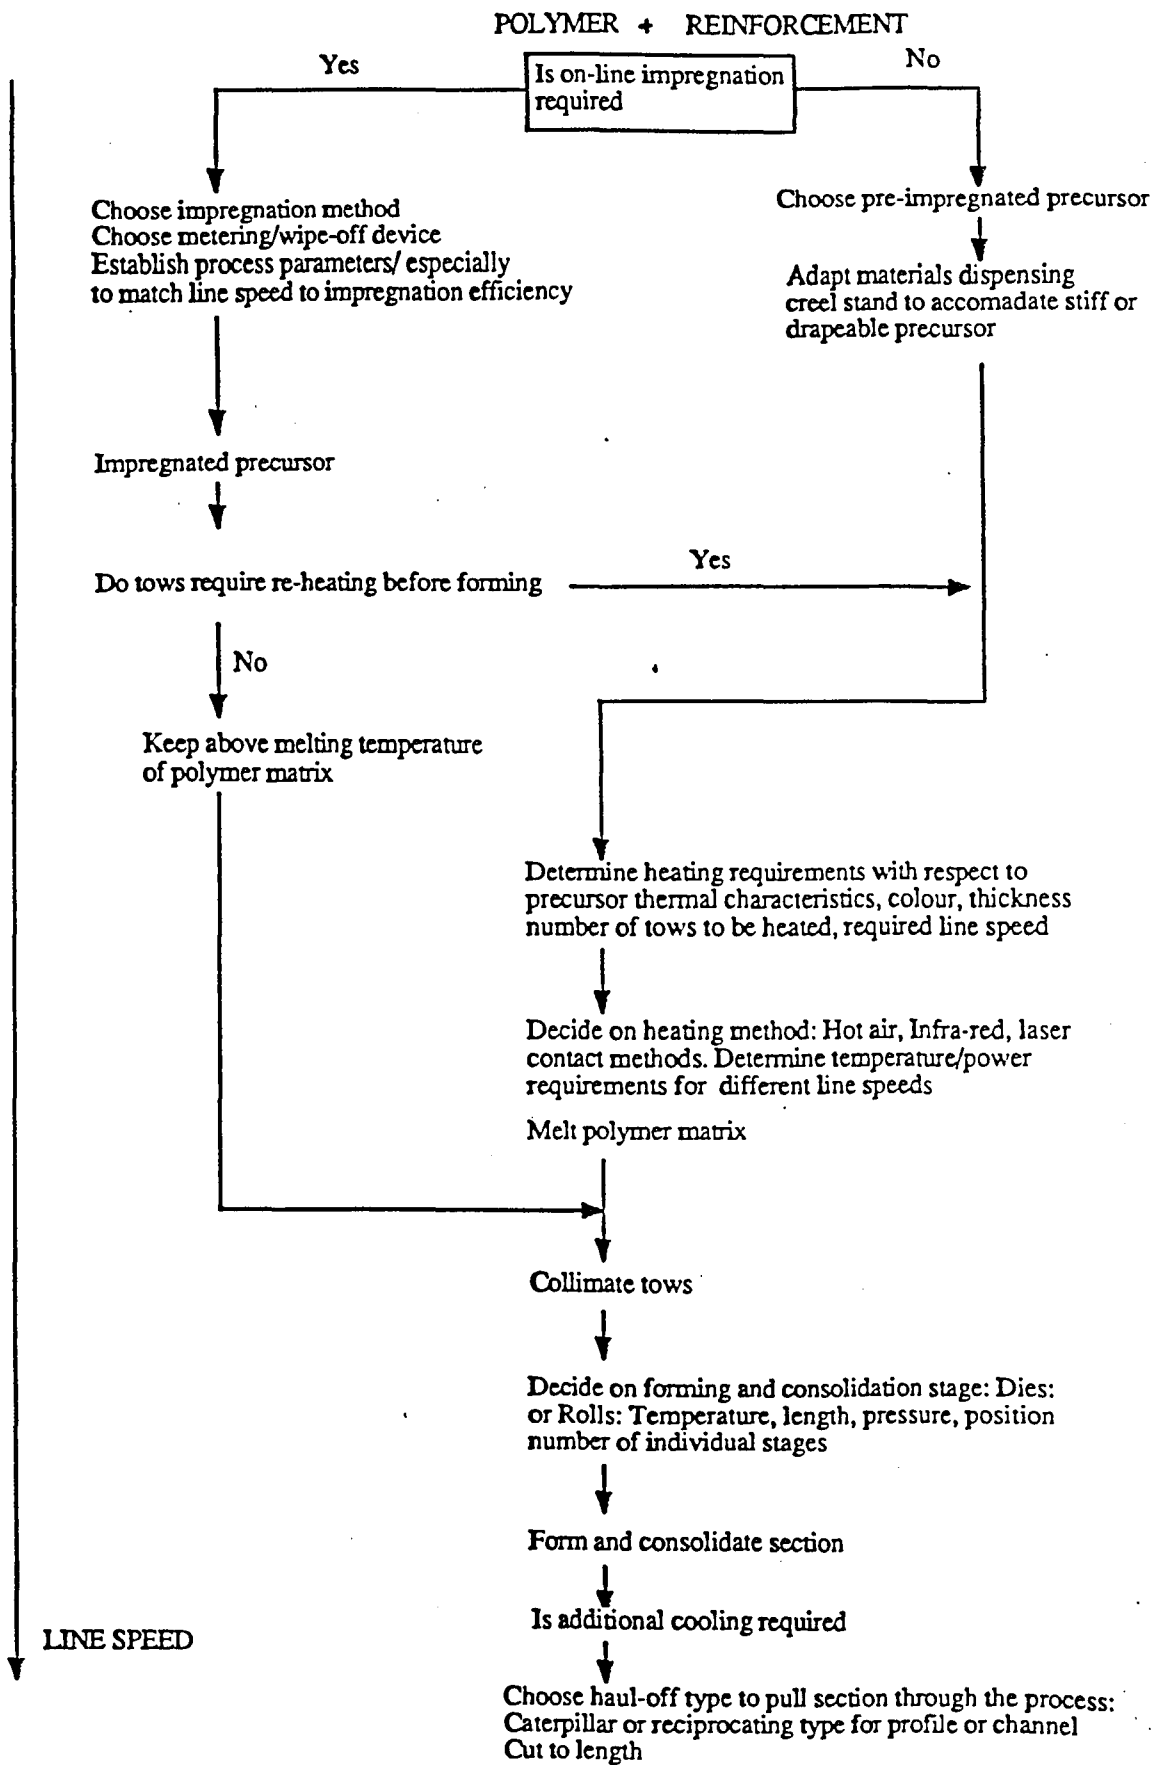 POLYMER + REINFORCEMENT
Yes
Is on-line impregnation
required
No
Choose impregnation method
Choose metering/wipe-off device
Establish process parameters/ especially
to match line speed to impregnation efficiency
Choose pre-impregnated precursor
Adapt materials dispensing
creel stand to accomadate stiff or
drapeable precursor
Impregnated precursor
Do tows require re-heating before forming
Yes
No
Keep above melting temperature
of polymer matrix
Determine heating requirements with respect to
precursor thermal characteristics, colour, thickness
number of tows to be heated, required line speed
Decide on heating method: Hot air, Infra-red, laser
contact methods. Determine temperature/power
requirements for different line speeds
Melt polymer matrix
Collimate tows
Decide on forming and consolidation stage: Dies:
or Rolls: Temperature, length, pressure, position
number of individual stages
Form and consolidate section
Is additional cooling required
LINE SPEED
Choose haul-off type to pull section through the process:
Caterpillar or reciprocating type for profile or channel
Cut to length